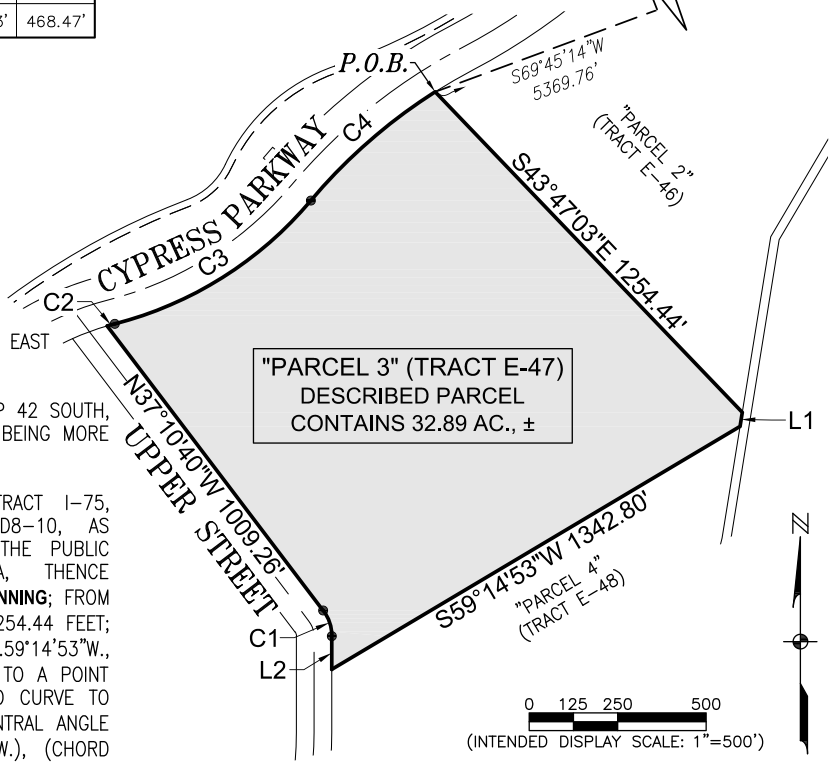 468.47'
P.O.B.
S69°45'14"W
5369.76'
"PARCEL 2"
(TRACT E-46)
C4
CYPRESS PARKWAY
C3
C2
S43°47'03"E 1254.44'
EAST
"PARCEL 3" (TRACT E-47)
DESCRIBED PARCEL
CONTAINS 32.89 AC., ±
N37°10'40"W 1009.26'
UPPER STREET
L1
42 SOUTH,
BEING MORE
TRACT I-75,
D8-10, AS
THE PUBLIC
THENCE
NNING; FROM
254.44 FEET;
.59°14'53"W.,
TO A POINT
CURVE TO
NTRAL ANGLE
W.), (CHORD
S59°14'53"W 1342.80'
"PARCEL 4"
(TRACT E-48)
C1
L2
N
0 125 250 500
(INTENDED DISPLAY SCALE: 1"=500')